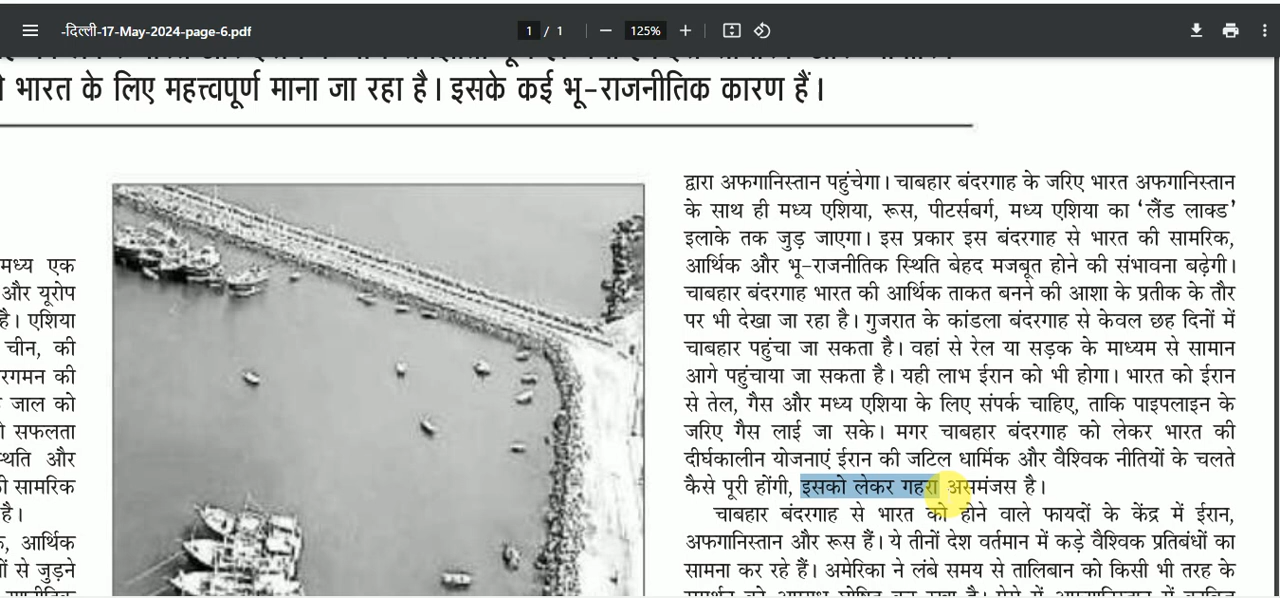 -दिल्ली-17-May-2024-page-6.pdf
1 / 1
125%
भारत के लिए महत्त्वपूर्ण माना जा रहा है। इसके कई भू-राजनीतिक कारण हैं।
मध्य एक
और यूरोप
है। एशिया
चीन, की
जाल को
सफलता
और
सामरिक
है।
आर्थिक
से जुड़ने
द्वारा अफगानिस्तान पहुंचेगा। चाबहार बंदरगाह के जरिए भारत अफगानिस्तान
के साथ ही मध्य एशिया, रूस, पीटर्सबर्ग, मध्य एशिया का ‘लैंड लाक्ड’
इलाके तक जुड़ जाएगा। इस प्रकार इस बंदरगाह से भारत की सामरिक,
आर्थिक और भू-राजनीतिक स्थिति बेहद मजबूत होने की संभावना बढ़ेगी।
चाबहार बंदरगाह भारत की आर्थिक ताकत बनने की आशा के प्रतीक के तौर
पर भी देखा जा रहा है। गुजरात के कांडला बंदरगाह से केवल छह दिनों में
चाबहार पहुंचा जा सकता है। वहां से रेल या सड़क के माध्यम से सामान
आगे पहुंचाया जा सकता है। यही लाभ ईरान को भी होगा। भारत को ईरान
से तेल, गैस और मध्य एशिया के लिए संपर्क चाहिए, ताकि पाइपलाइन के
जरिए गैस लाई जा सके। मगर चाबहार बंदरगाह को लेकर भारत की
दीर्घकालीन योजनाएं ईरान की जटिल धार्मिक और वैश्विक नीतियों के चलते
कैसे पूरी होंगी, इसको लेकर गहरा असमंजस है।
चाबहार बंदरगाह से भारत को होने वाले फायदों के केंद्र में ईरान,
अफगानिस्तान और रूस हैं। ये तीनों देश वर्तमान में कड़े वैश्विक प्रतिबंधों का
सामना कर रहे हैं। अमेरिका ने लंबे समय से तालिबान को किसी भी तरह के